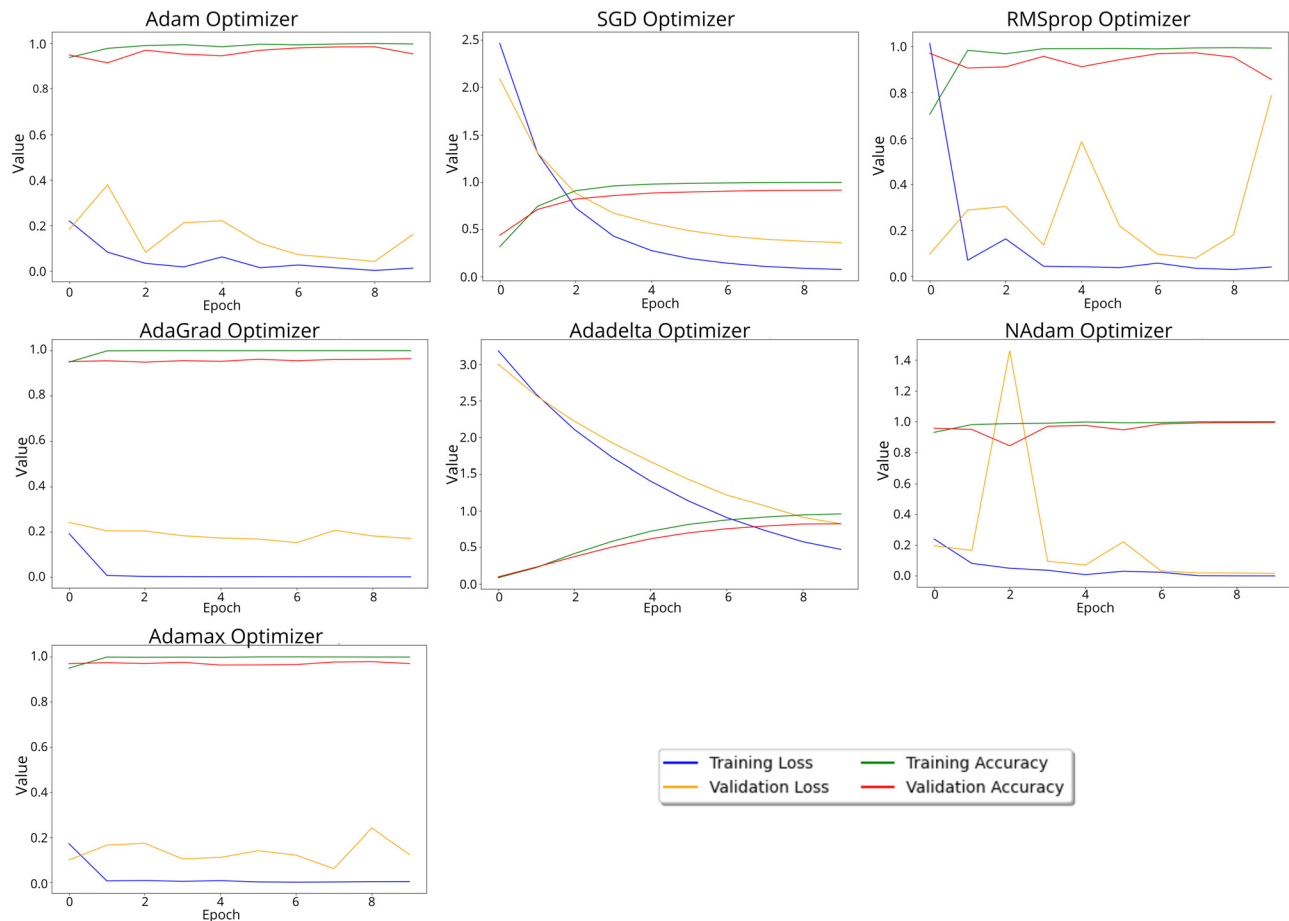 Adam Optimizer
1.0
0.8
0.6
0.4
0.2
0.0
Value
0 2 4 6 8
Epoch
SGD Optimizer
2.5
2.0
1.5
1.0
0.5
0.0
Value
0 2 4 6 8
Epoch
RMSprop Optimizer
1.0
0.8
0.6
0.4
0.2
0.0
Value
0 2 4 6 8
Epoch
AdaGrad Optimizer
1.0
0.8
0.6
0.4
0.2
0.0
Value
0 2 4 6 8
Epoch
Adadelta Optimizer
3.0
2.5
2.0
1.5
1.0
0.5
0.0
Value
0 2 4 6 8
Epoch
NAdam Optimizer
1.4
1.2
1.0
0.8
0.6
0.4
0.2
0.0
Value
0 2 4 6 8
Epoch
Adamax Optimizer
1.0
0.8
0.6
0.4
0.2
0.0
Value
0 2 4 6 8
Epoch
Training Loss Training Accuracy
Validation Loss Validation Accuracy